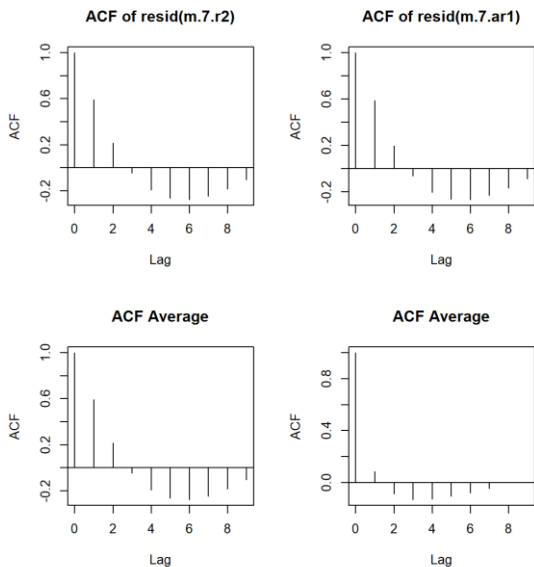 ACF of resid(m.7.r2)
ACF
1.0
0.6
0.2
-0.2
0 2 4 6 8
Lag
ACF of resid(m.7.ar1)
ACF
1.0
0.6
0.2
-0.2
0 2 4 6 8
Lag
ACF Average
ACF
1.0
0.6
0.2
-0.2
0 2 4 6 8
Lag
ACF Average
ACF
0.8
0.4
0.0
0 2 4 6 8
Lag